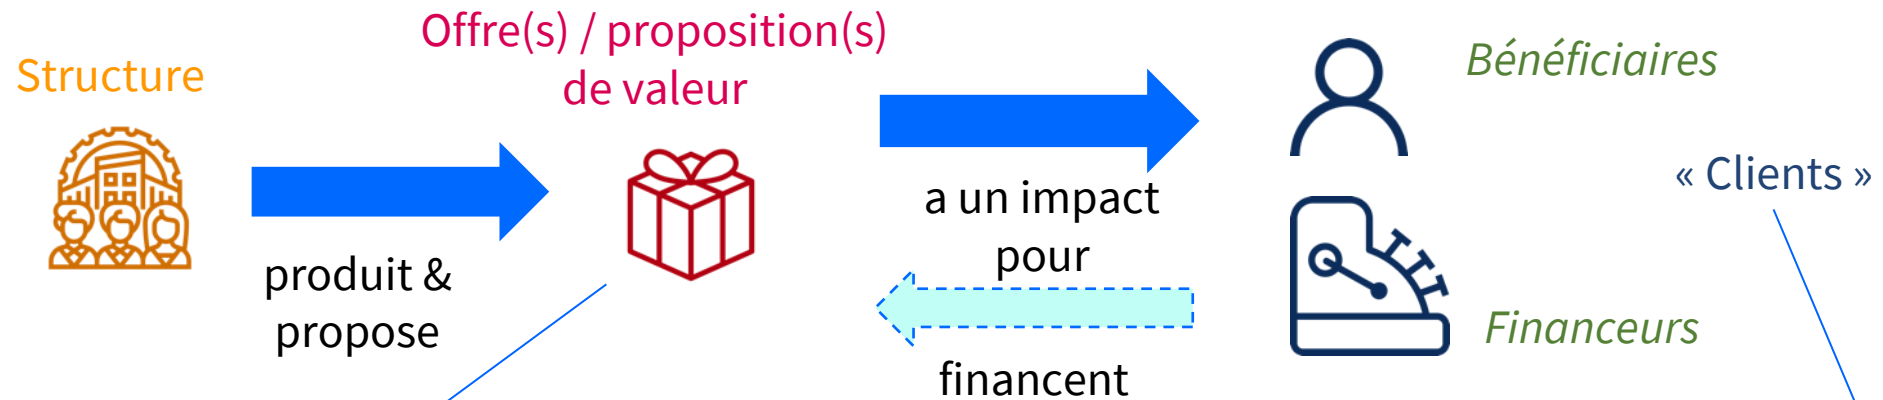 Structure
Offre(s) / proposition(s)
de valeur
produit &
propose
a un impact
pour
financent
Bénéficiaires
« Clients »
Financeurs